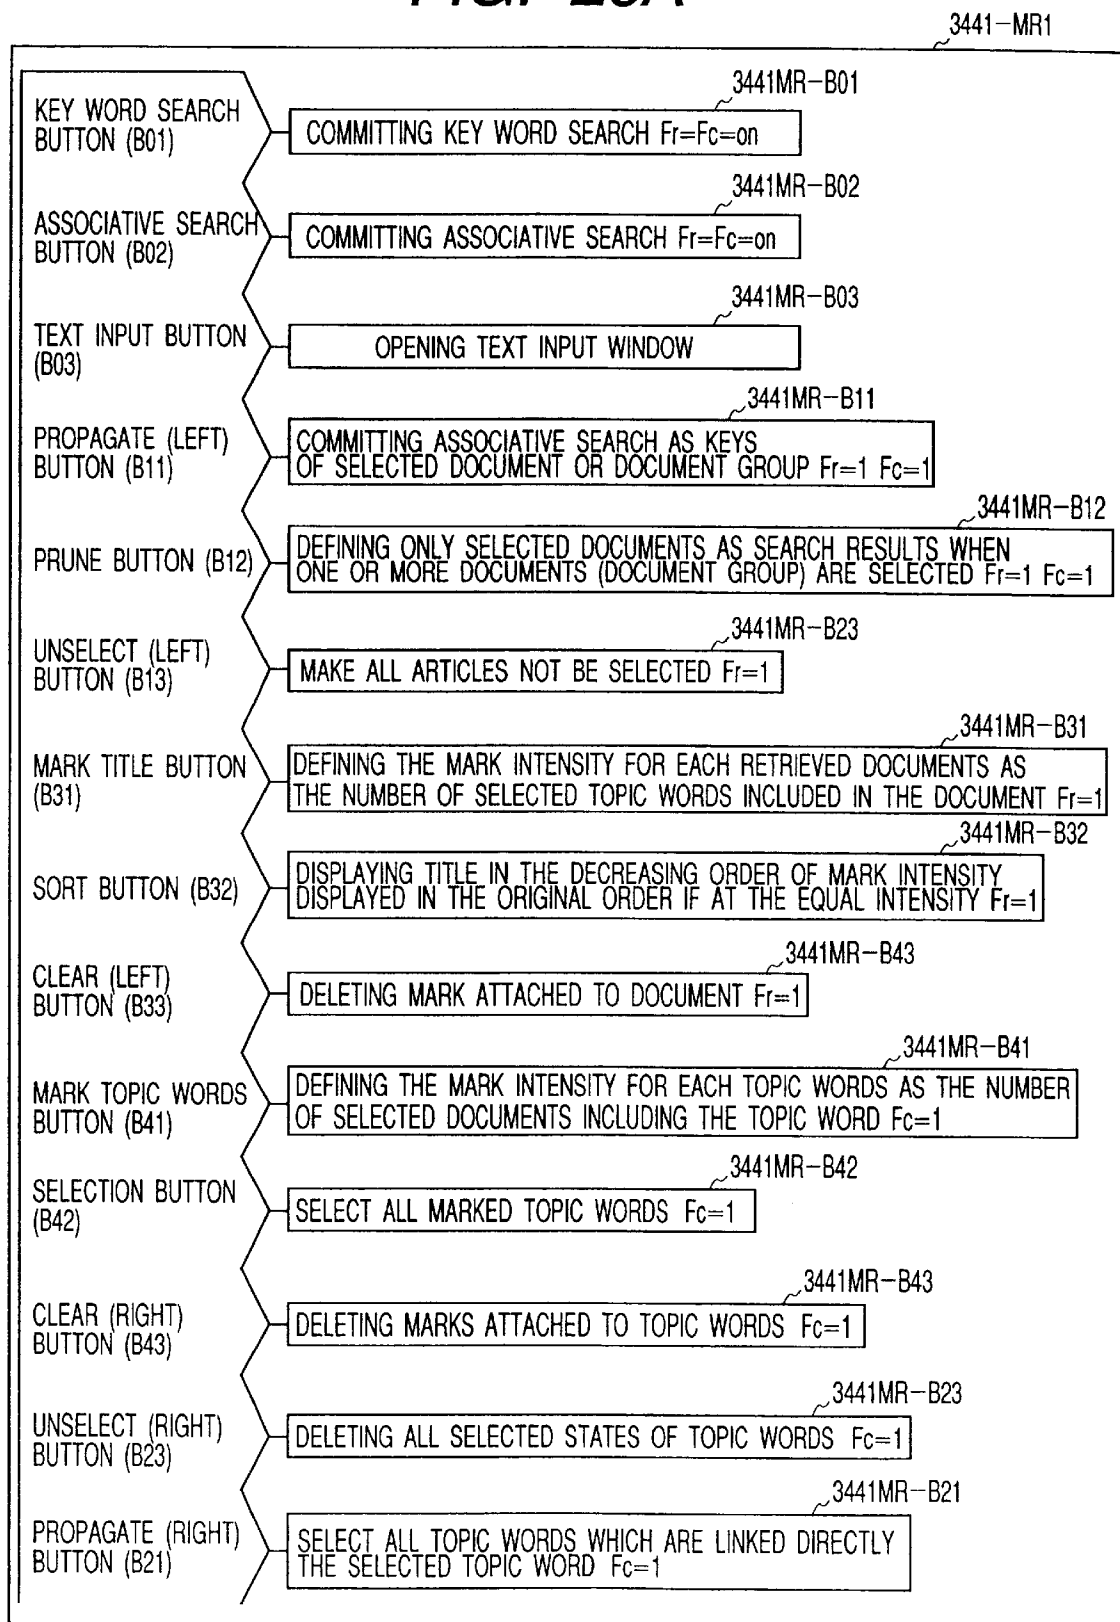 3441-MR1
3441MR-B01
KEY WORD SEARCH
BUTTON (B01)
COMMITTING KEY WORD SEARCH Fr=Fc=on
3441MR-B02
ASSOCIATIVE SEARCH
BUTTON (B02)
COMMITTING ASSOCIATIVE SEARCH Fr=Fc=on
3441MR-B03
TEXT INPUT BUTTON
(B03)
OPENING TEXT INPUT WINDOW
3441MR-B11
PROPAGATE (LEFT)
BUTTON (B11)
COMMITTING ASSOCIATIVE SEARCH AS KEYS
OF SELECTED DOCUMENT OR DOCUMENT GROUP Fr=1 Fc=1
3441MR-B12
PRUNE BUTTON (B12)
DEFINING ONLY SELECTED DOCUMENTS AS SEARCH RESULTS WHEN
ONE OR MORE DOCUMENTS (DOCUMENT GROUP) ARE SELECTED Fr=1 Fc=1
3441MR-B23
UNSELECT (LEFT)
BUTTON (B13)
MAKE ALL ARTICLES NOT BE SELECTED Fr=1
3441MR-B31
MARK TITLE BUTTON
(B31)
DEFINING THE MARK INTENSITY FOR EACH RETRIEVED DOCUMENTS AS
THE NUMBER OF SELECTED TOPIC WORDS INCLUDED IN THE DOCUMENT Fr=1
3441MR-B32
SORT BUTTON (B32)
DISPLAYING TITLE IN THE DECREASING ORDER OF MARK INTENSITY
DISPLAYED IN THE ORIGINAL ORDER IF AT THE EQUAL INTENSITY Fr=1
3441MR-B43
CLEAR (LEFT)
BUTTON (B33)
DELETING MARK ATTACHED TO DOCUMENT Fr=1
3441MR-B41
MARK TOPIC WORDS
BUTTON (B41)
DEFINING THE MARK INTENSITY FOR EACH TOPIC WORDS AS THE NUMBER
OF SELECTED DOCUMENTS INCLUDING THE TOPIC WORD Fc=1
3441MR-B42
SELECTION BUTTON
(B42)
SELECT ALL MARKED TOPIC WORDS Fc=1
3441MR-B43
CLEAR (RIGHT)
BUTTON (B43)
DELETING MARKS ATTACHED TO TOPIC WORDS Fc=1
3441MR-B23
UNSELECT (RIGHT)
BUTTON (B23)
DELETING ALL SELECTED STATES OF TOPIC WORDS Fc=1
3441MR-B21
PROPAGATE (RIGHT)
BUTTON (B21)
SELECT ALL TOPIC WORDS WHICH ARE LINKED DIRECTLY
THE SELECTED TOPIC WORD Fc=1